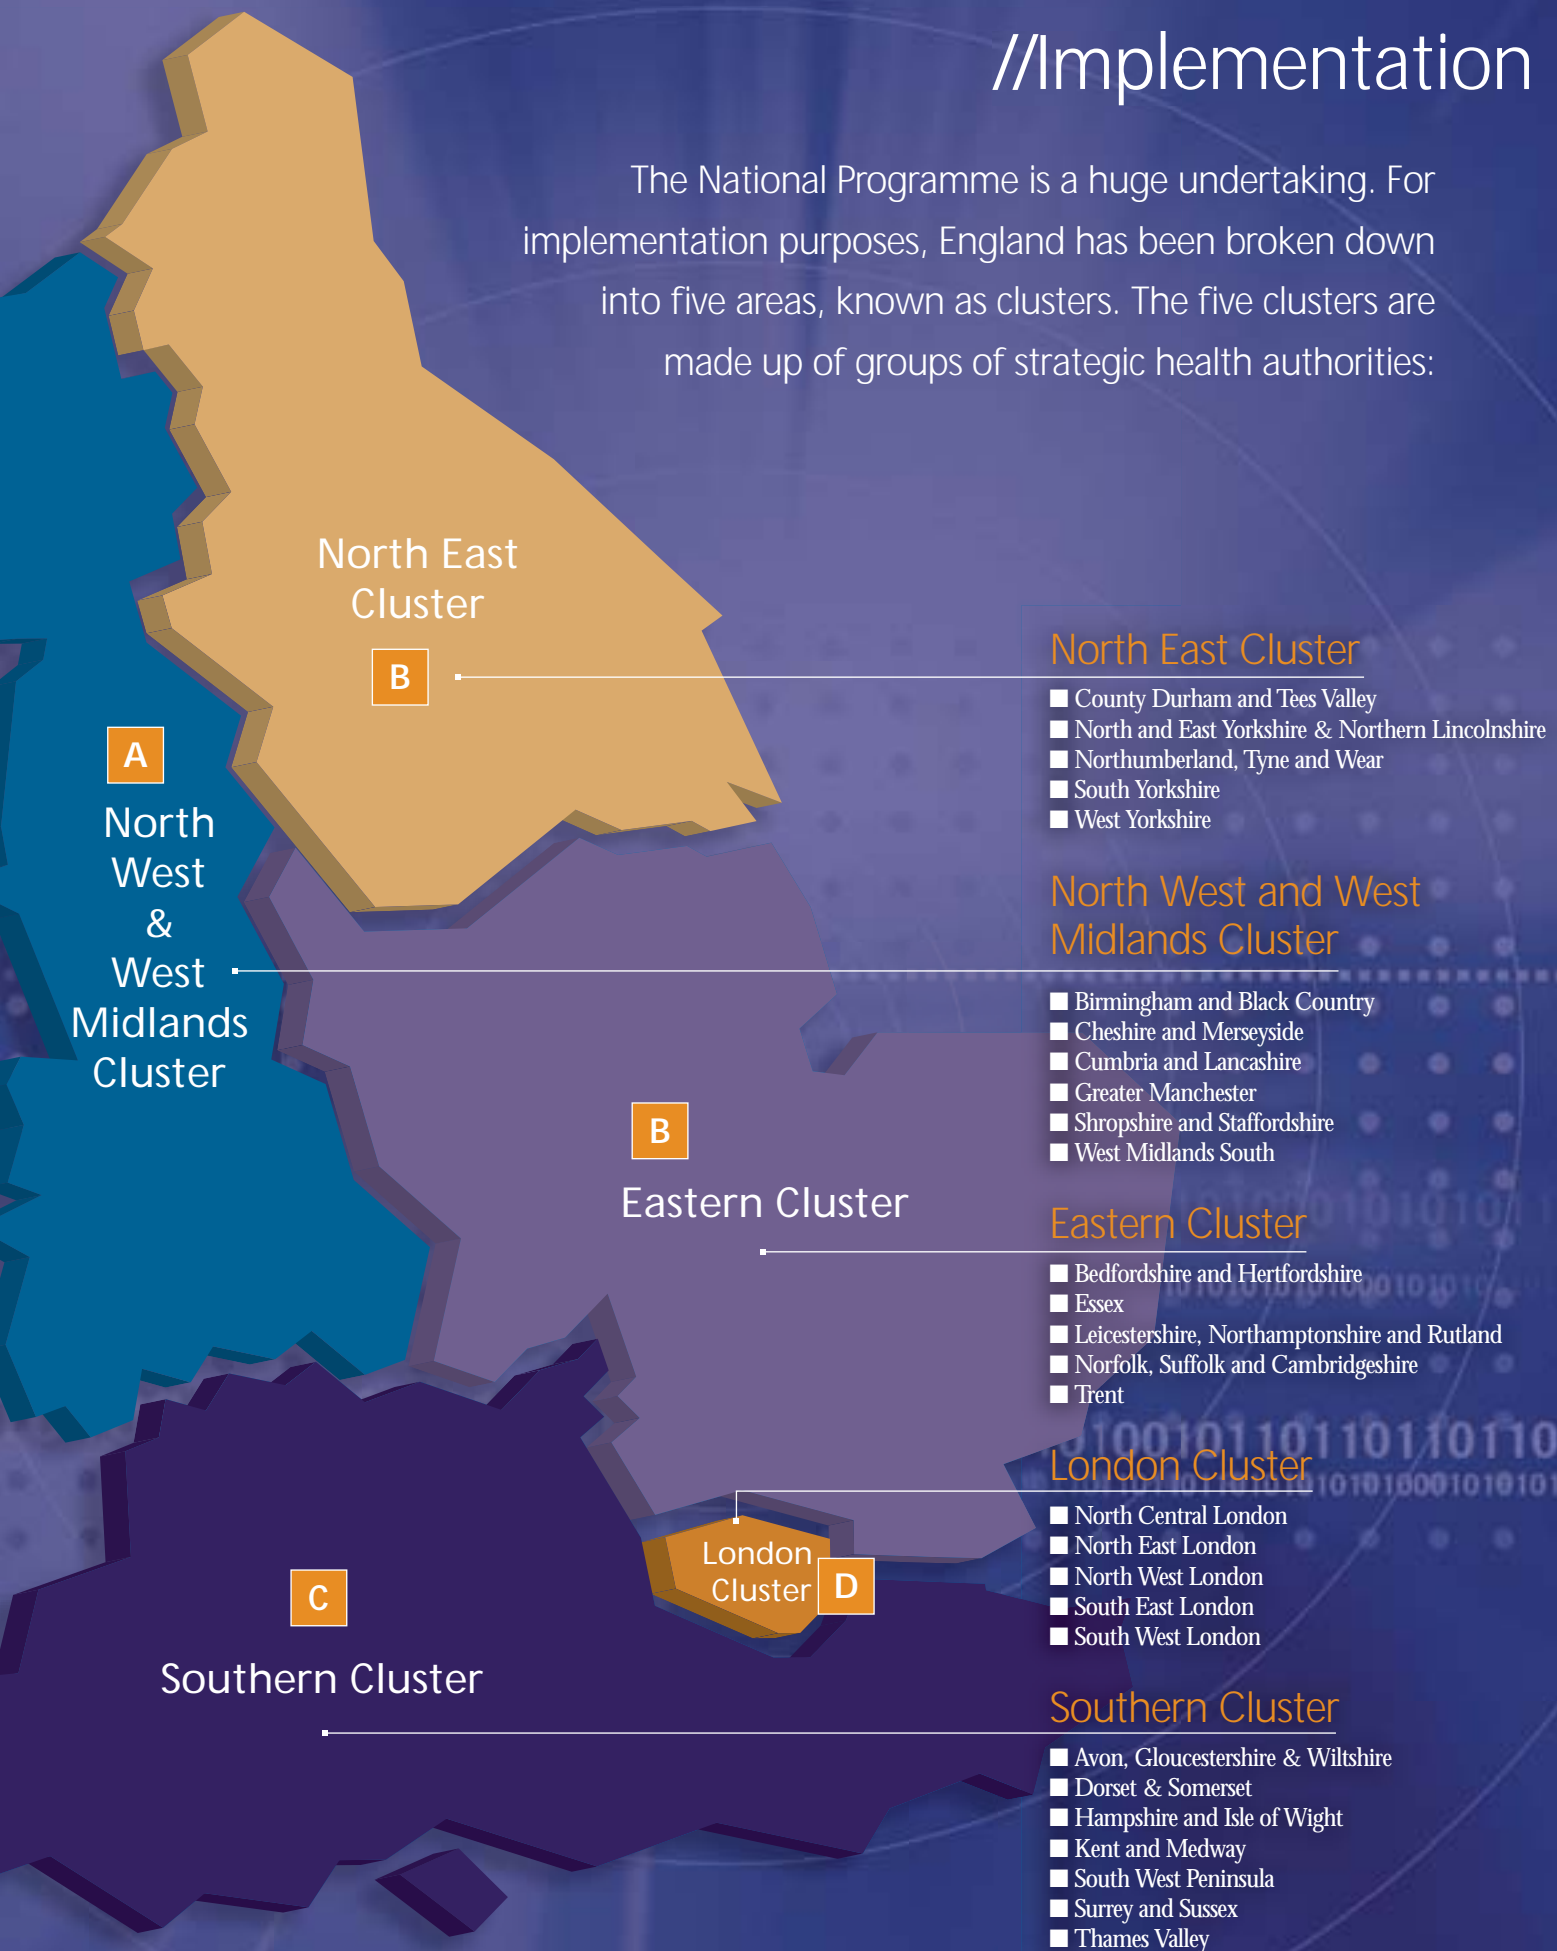 //Implementation
The National Programme is a huge undertaking. For
implementation purposes, England has been broken down
into five areas, known as clusters. The five clusters are
made up of groups of strategic health authorities:
North East
Cluster
B
A
North
West
&
West
Midlands
Cluster
B
Eastern Cluster
London
Cluster
D
C
Southern Cluster
North East Cluster
■ County Durham and Tees Valley
■ North and East Yorkshire & Northern Lincolnshire
■ Northumberland, Tyne and Wear
■ South Yorkshire
■ West Yorkshire
North West and West
Midlands Cluster
■ Birmingham and Black Country
■ Cheshire and Merseyside
■ Cumbria and Lancashire
■ Greater Manchester
■ Shropshire and Staffordshire
■ West Midlands South
Eastern Cluster
■ Bedfordshire and Hertfordshire
■ Essex
■ Leicestershire, Northamptonshire and Rutland
■ Norfolk, Suffolk and Cambridgeshire
■ Trent
London Cluster
■ North Central London
■ North East London
■ North West London
■ South East London
■ South West London
Southern Cluster
■ Avon, Gloucestershire & Wiltshire
■ Dorset & Somerset
■ Hampshire and Isle of Wight
■ Kent and Medway
■ South West Peninsula
■ Surrey and Sussex
■ Thames Valley